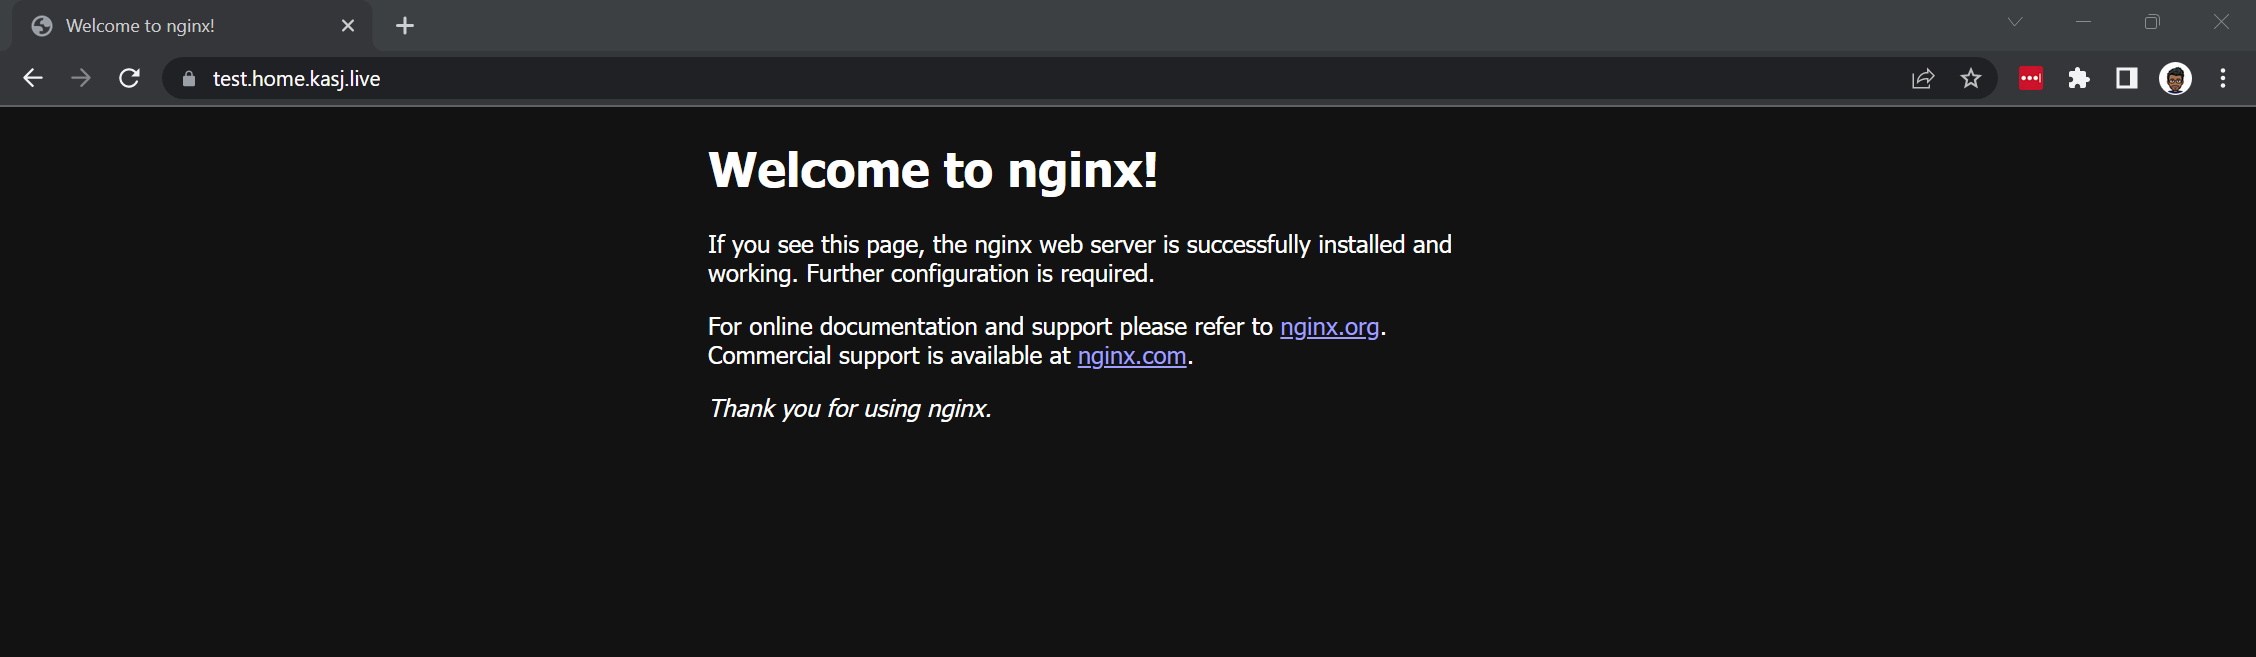 Welcome to nginx!
test.home.kasj.live
Welcome to nginx!
If you see this page, the nginx web server is successfully installed and
working. Further configuration is required.
For online documentation and support please refer to nginx.org.
Commercial support is available at nginx.com.
Thank you for using nginx.